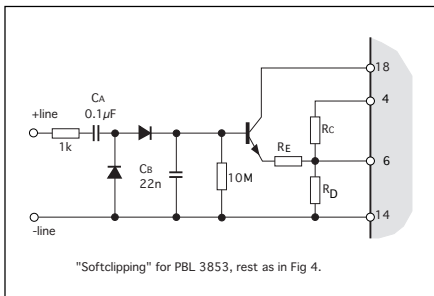 18
CA
0.1µF
4
+line
RC
1k
RE
6
CB
22n
10M
RD
14
-line
"Softclipping" for PBL 3853, rest as in Fig 4.